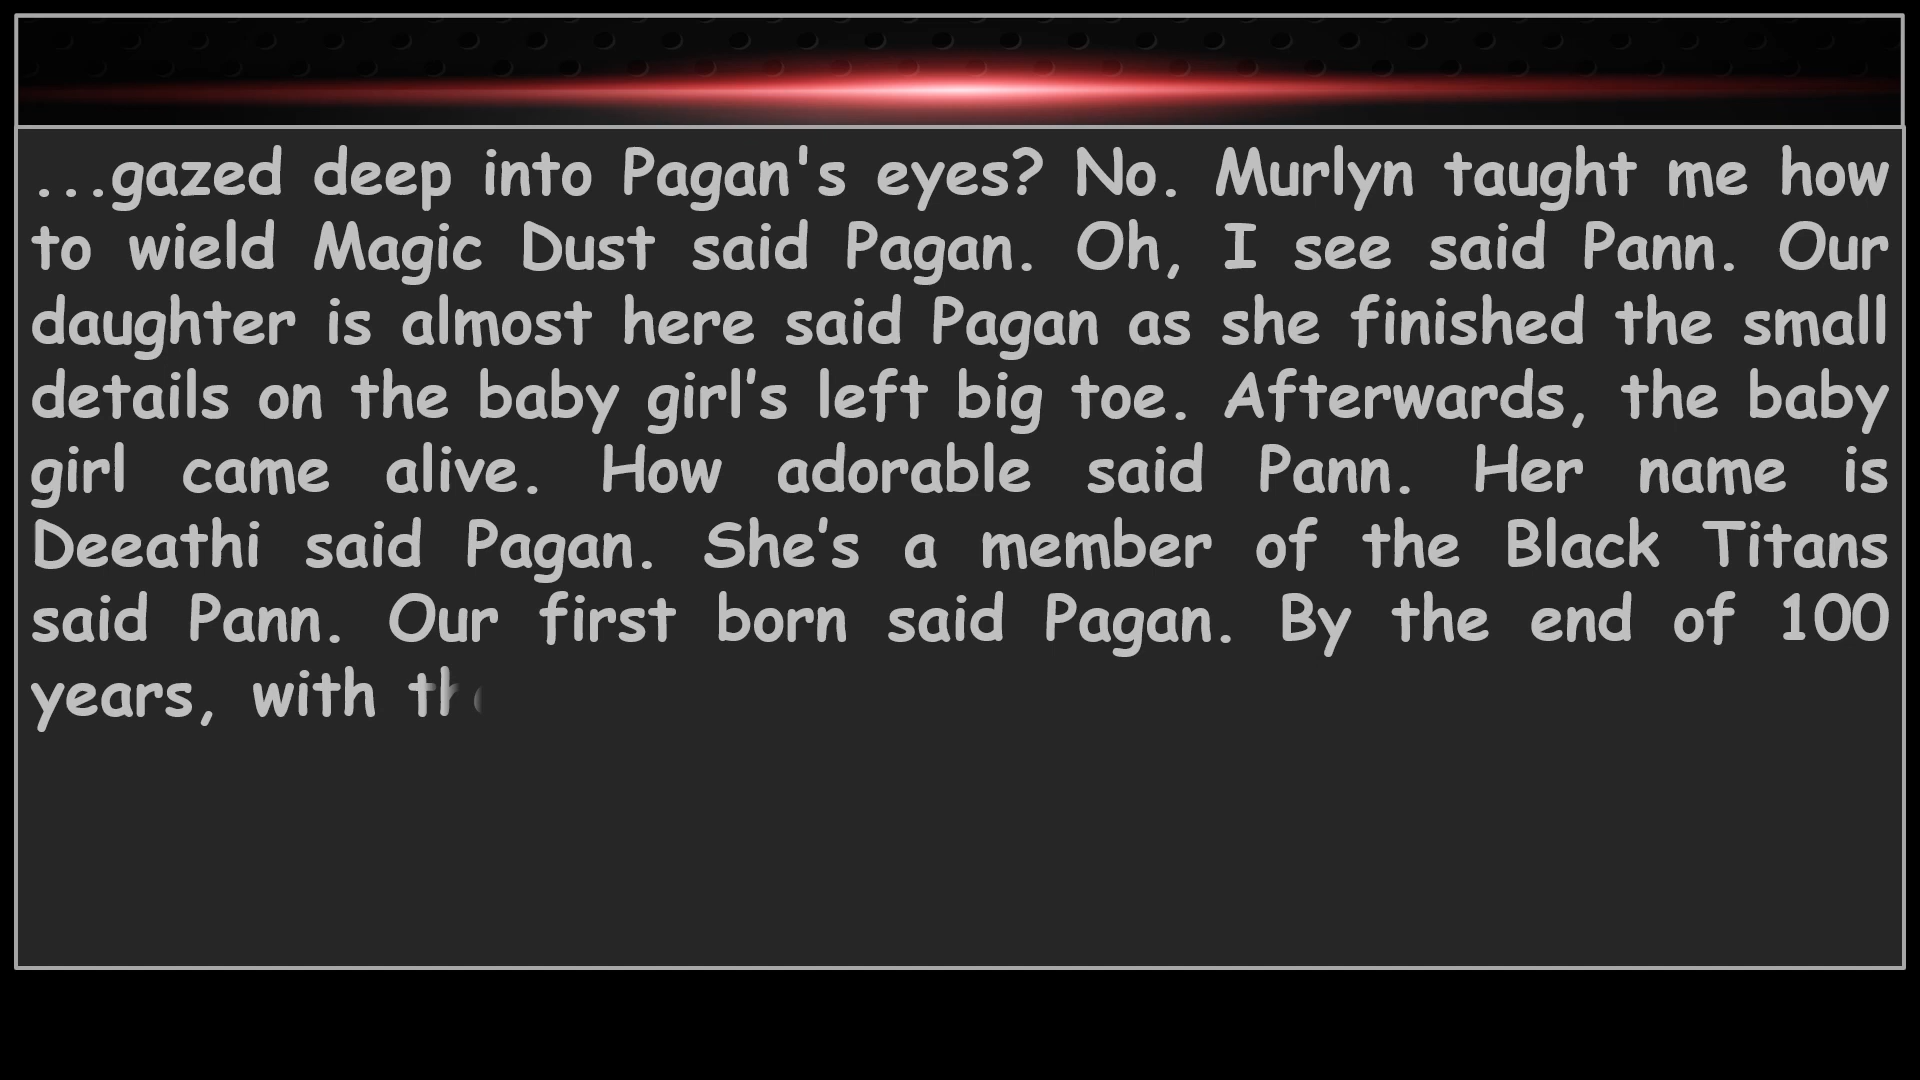 ...gazed deep into Pagan's eyes? No. Murlyn taught me how
to wield Magic Dust said Pagan. Oh, I see said Pann. Our
daughter is almost here said Pagan as she finished the small
details on the baby girl's left big toe. Afterwards, the baby
girl came alive. How adorable said Pann. Her name is
Deeathi said Pagan. She's a member of the Black Titans
said Pann. Our first born said Pagan. By the end of 100
years, with